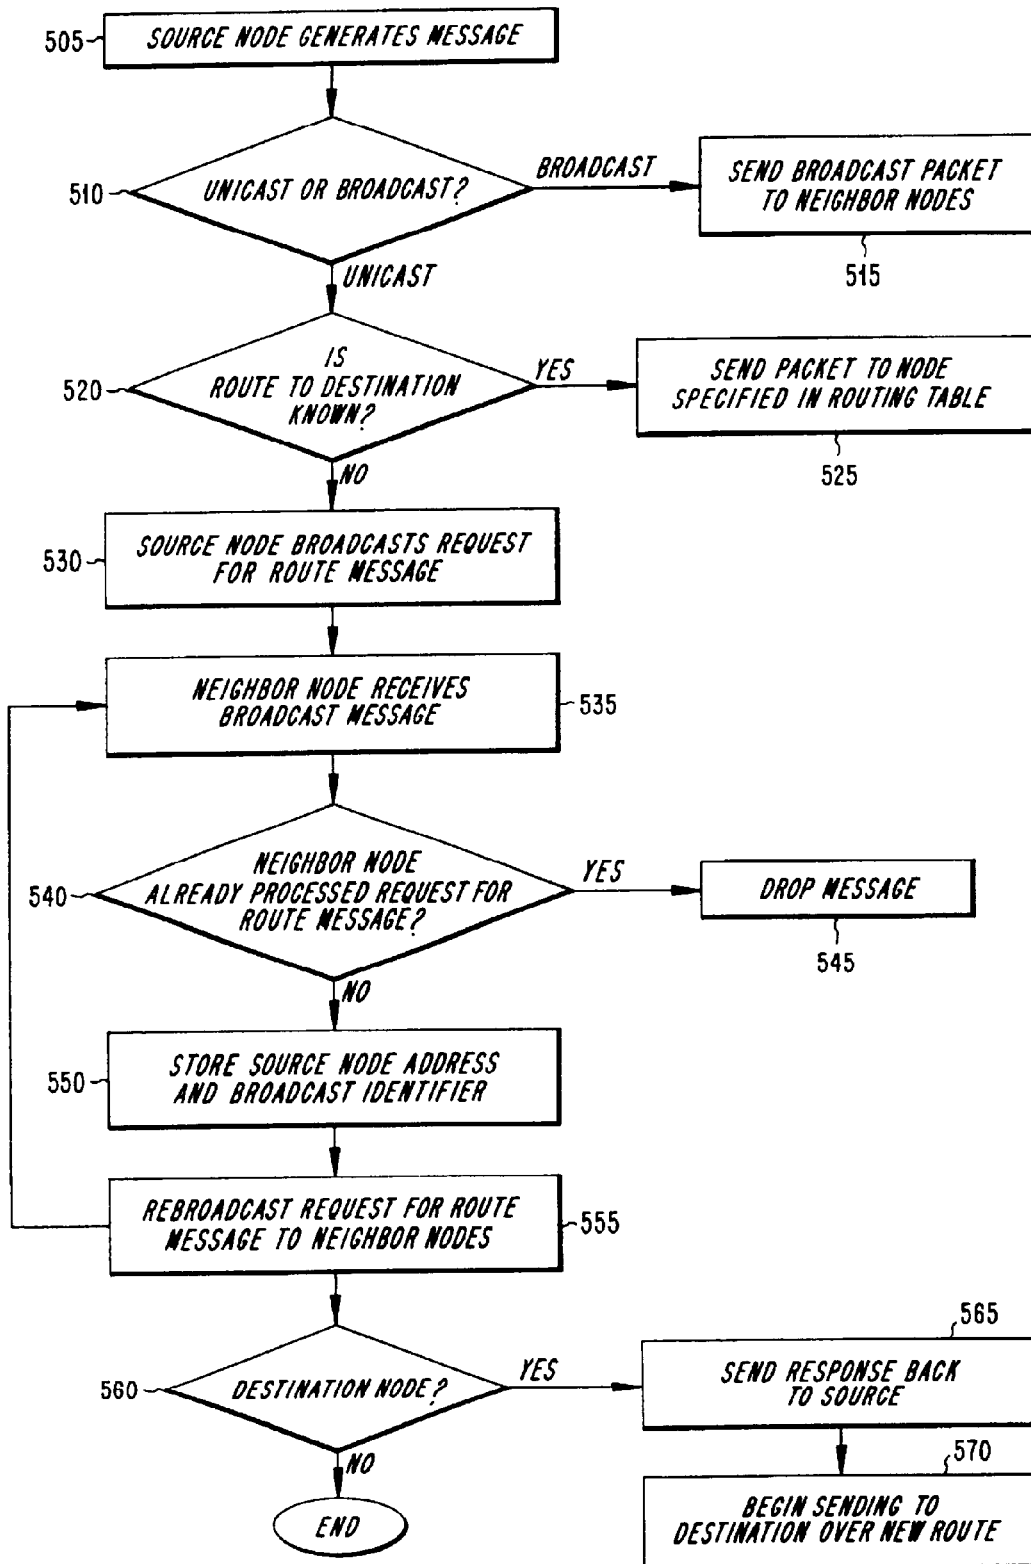 505
SOURCE NODE GENERATES MESSAGE
510
UNICAST OR BROADCAST?
BROADCAST
SEND BROADCAST PACKET
TO NEIGHBOR NODES
515
UNICAST
520
IS
ROUTE TO DESTINATION
KNOWN?
YES
SEND PACKET TO NODE
SPECIFIED IN ROUTING TABLE
525
NO
530
SOURCE NODE BROADCASTS REQUEST
FOR ROUTE MESSAGE
NEIGHBOR NODE RECEIVES
BROADCAST MESSAGE
535
540
NEIGHBOR NODE
ALREADY PROCESSED REQUEST FOR
ROUTE MESSAGE?
YES
DROP MESSAGE
545
NO
550
STORE SOURCE NODE ADDRESS
AND BROADCAST IDENTIFIER
REBROADCAST REQUEST FOR ROUTE
MESSAGE TO NEIGHBOR NODES
555
560
DESTINATION NODE?
YES
565
SEND RESPONSE BACK
TO SOURCE
NO
570
BEGIN SENDING TO
DESTINATION OVER NEW ROUTE
END